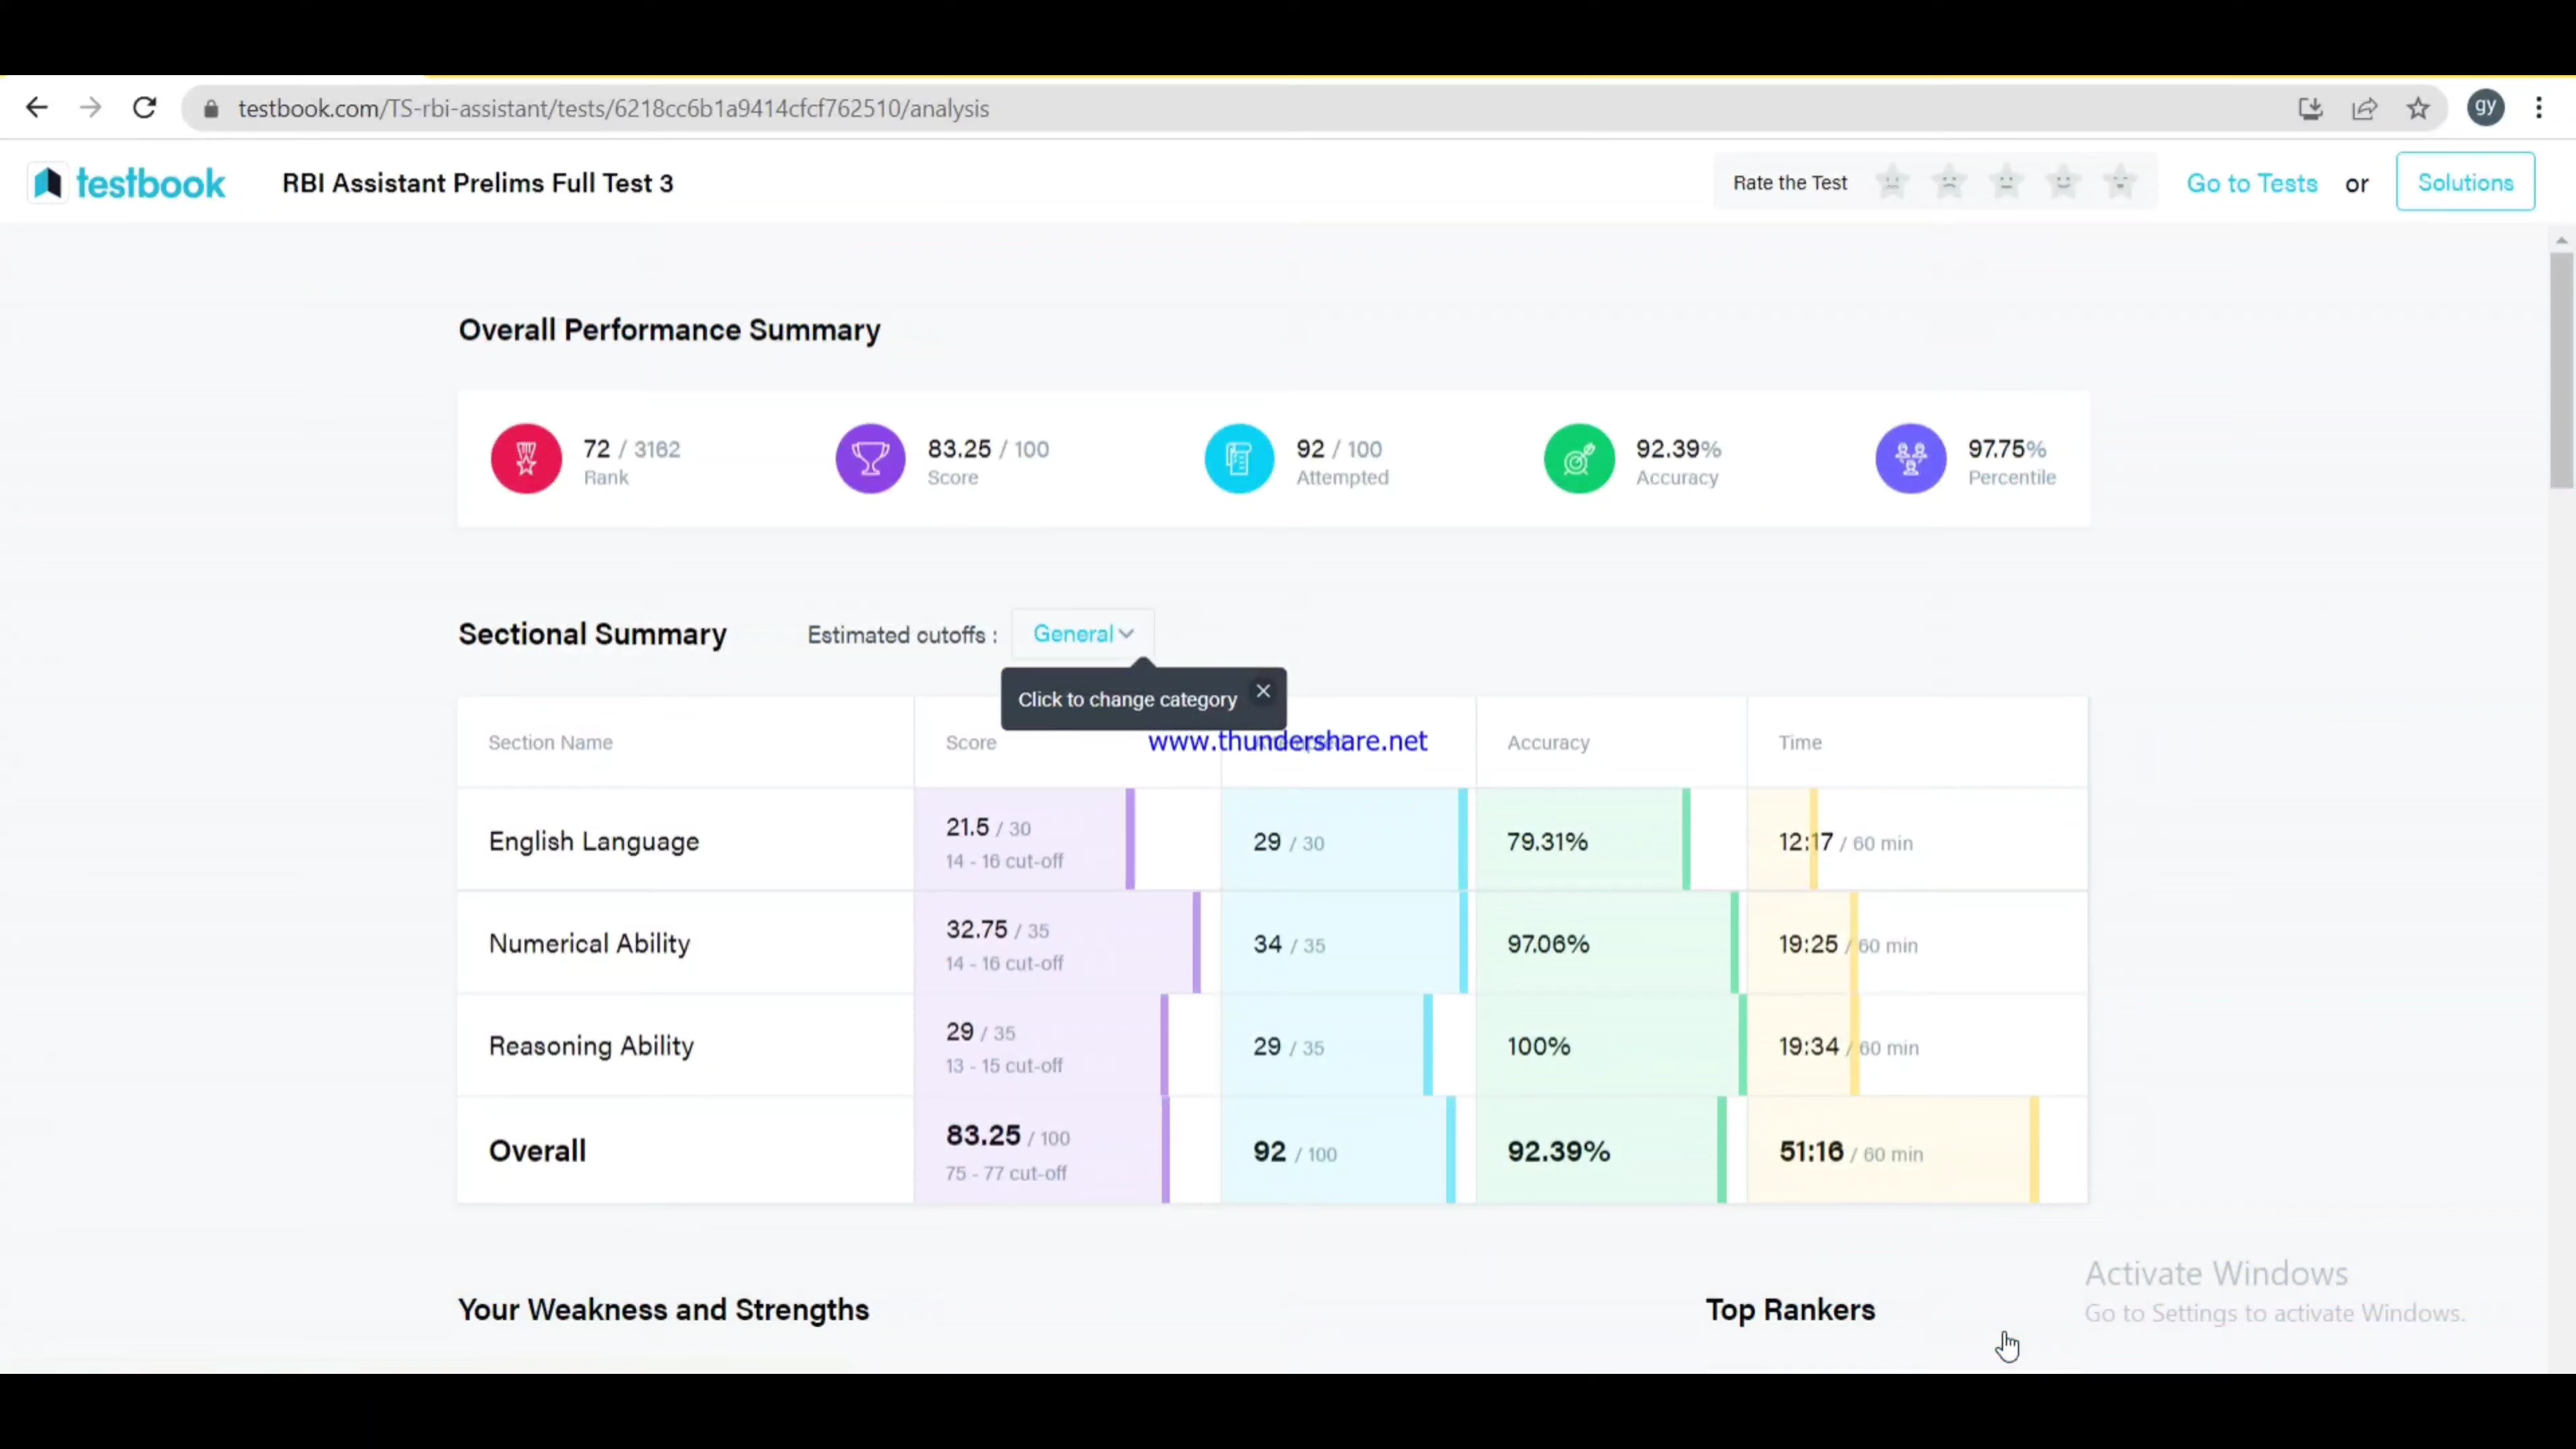 testbook.com/TS-rbi-assistant/tests/6218cc6b1a9414cfcf762510/analysis
gy
testbook
RBI Assistant Prelims Full Test 3
Rate the Test
Go to Tests or Solutions
Overall Performance Summary
72 / 3162
Rank
83.25 / 100
Score
92 / 100
Attempted
92.39%
Accuracy
97.75%
Percentile
Sectional Summary
Estimated cutoffs : General
Click to change category
www.thundershare.net
Section Name Score Accuracy Time
English Language
21.5 / 30
14 - 16 cut-off
29 / 30
79.31%
12:17 / 60 min
Numerical Ability
32.75 / 35
14 - 16 cut-off
34 / 35
97.06%
19:25 / 60 min
Reasoning Ability
29 / 35
13 - 15 cut-off
29 / 35
100%
19:34 / 60 min
Overall
83.25 / 100
75 - 77 cut-off
92 / 100
92.39%
51:16 / 60 min
Your Weakness and Strengths
Top Rankers
Activate Windows
Go to Settings to activate Windows.